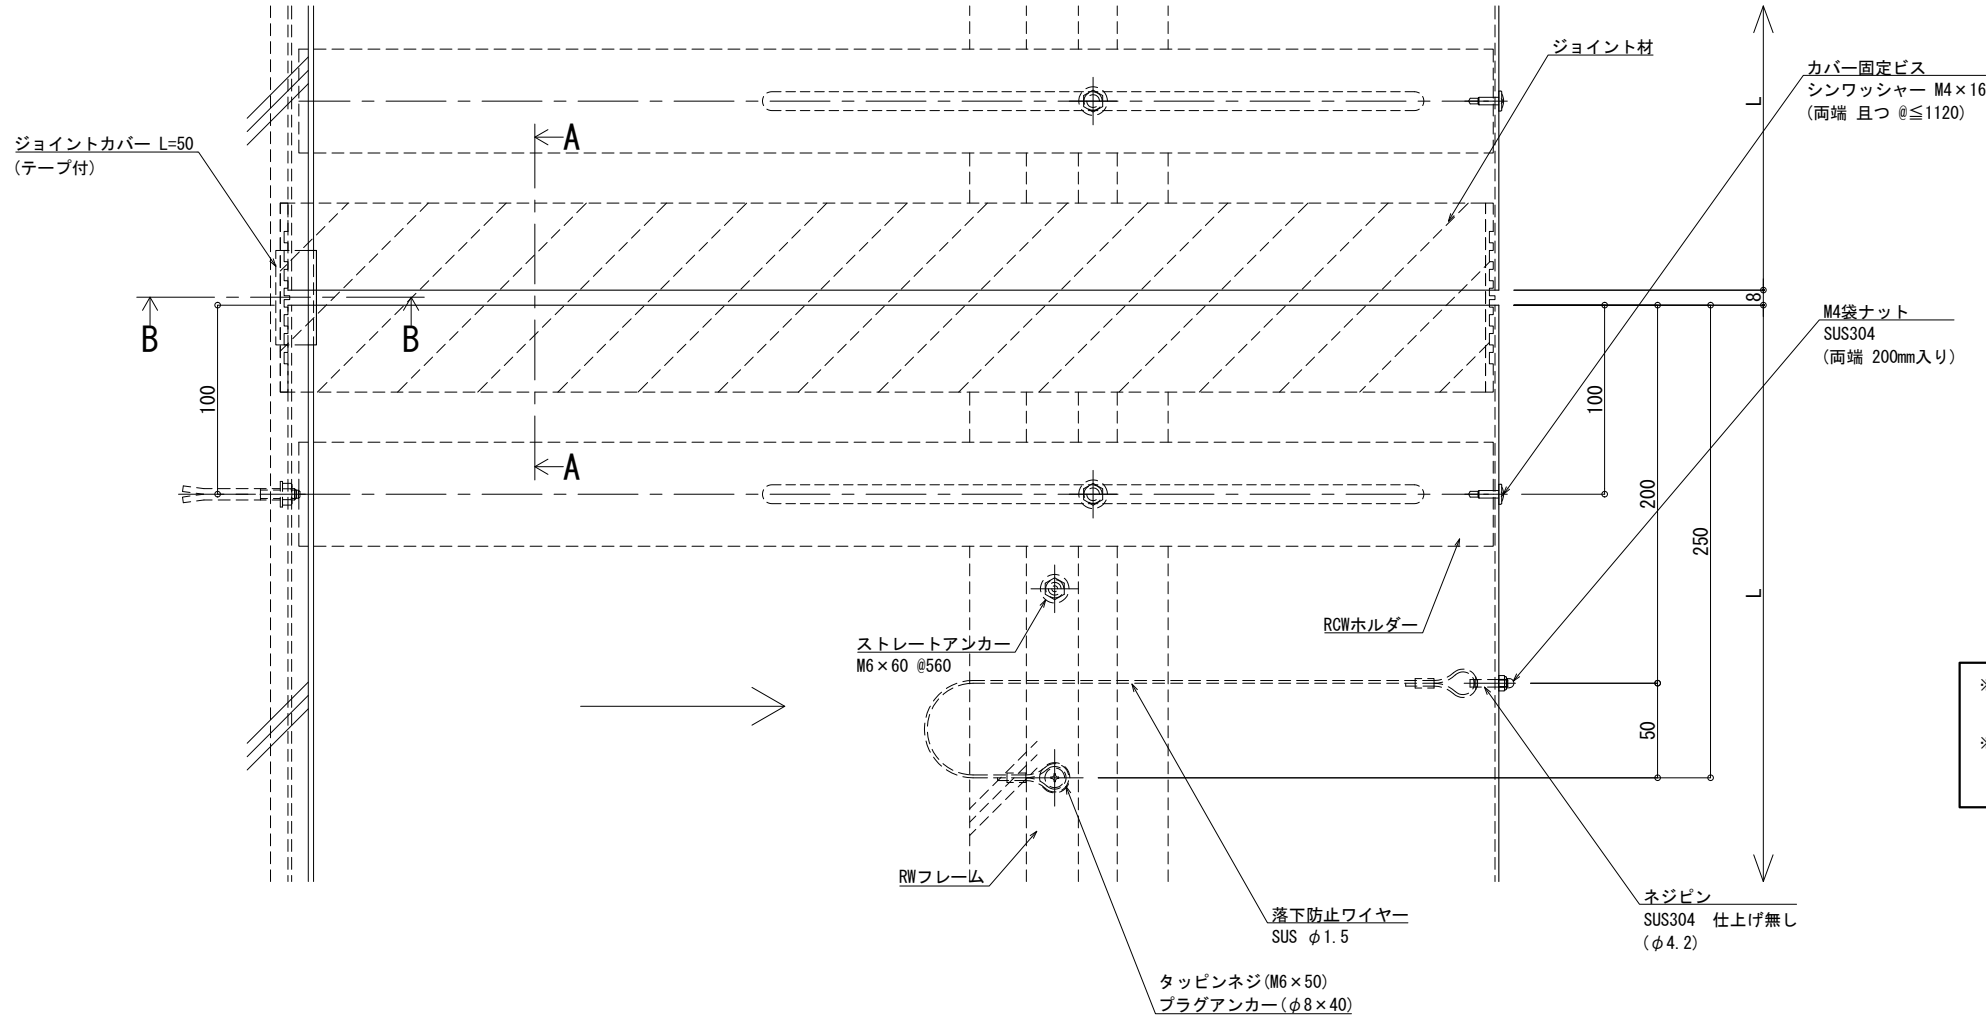 ジョイント材
カバー固定ビス
シンワッシャー M4×16
(両端 且つ @≦1120)
L
A
ジョイントカバー L=50
(テープ付)
8
B
B
M4袋ナット
SUS304
(両端 200mm入り)
100
100
A
200
250
L
RCWホルダー
ストレートアンカー
M6×60 @560
※
50
※
RWフレーム
ネジピン
SUS304 仕上げ無し
(φ4.2)
落下防止ワイヤー
SUS φ1.5
タッピンネジ(M6×50)
プラグアンカー(φ8×40)